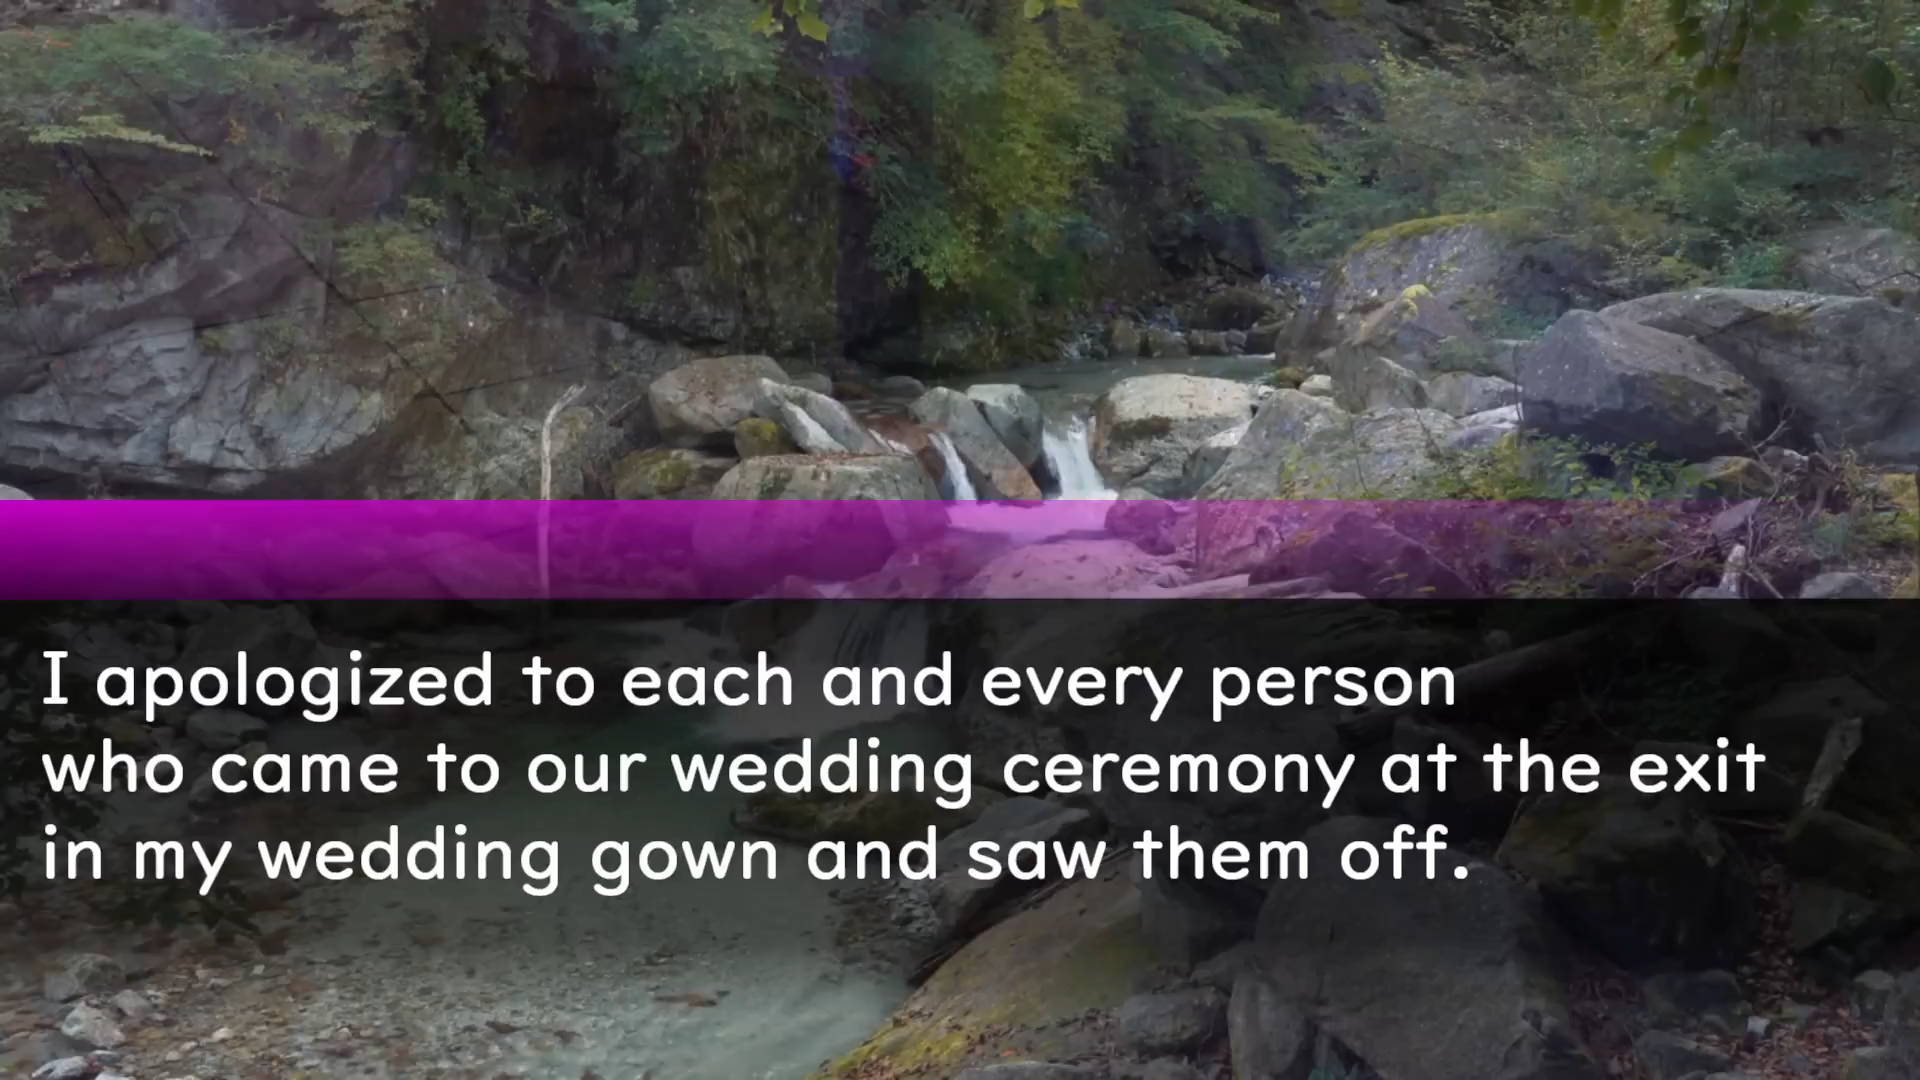 I apologized to each and every person
who came to our wedding ceremony at the exit
in my wedding gown and saw them off.